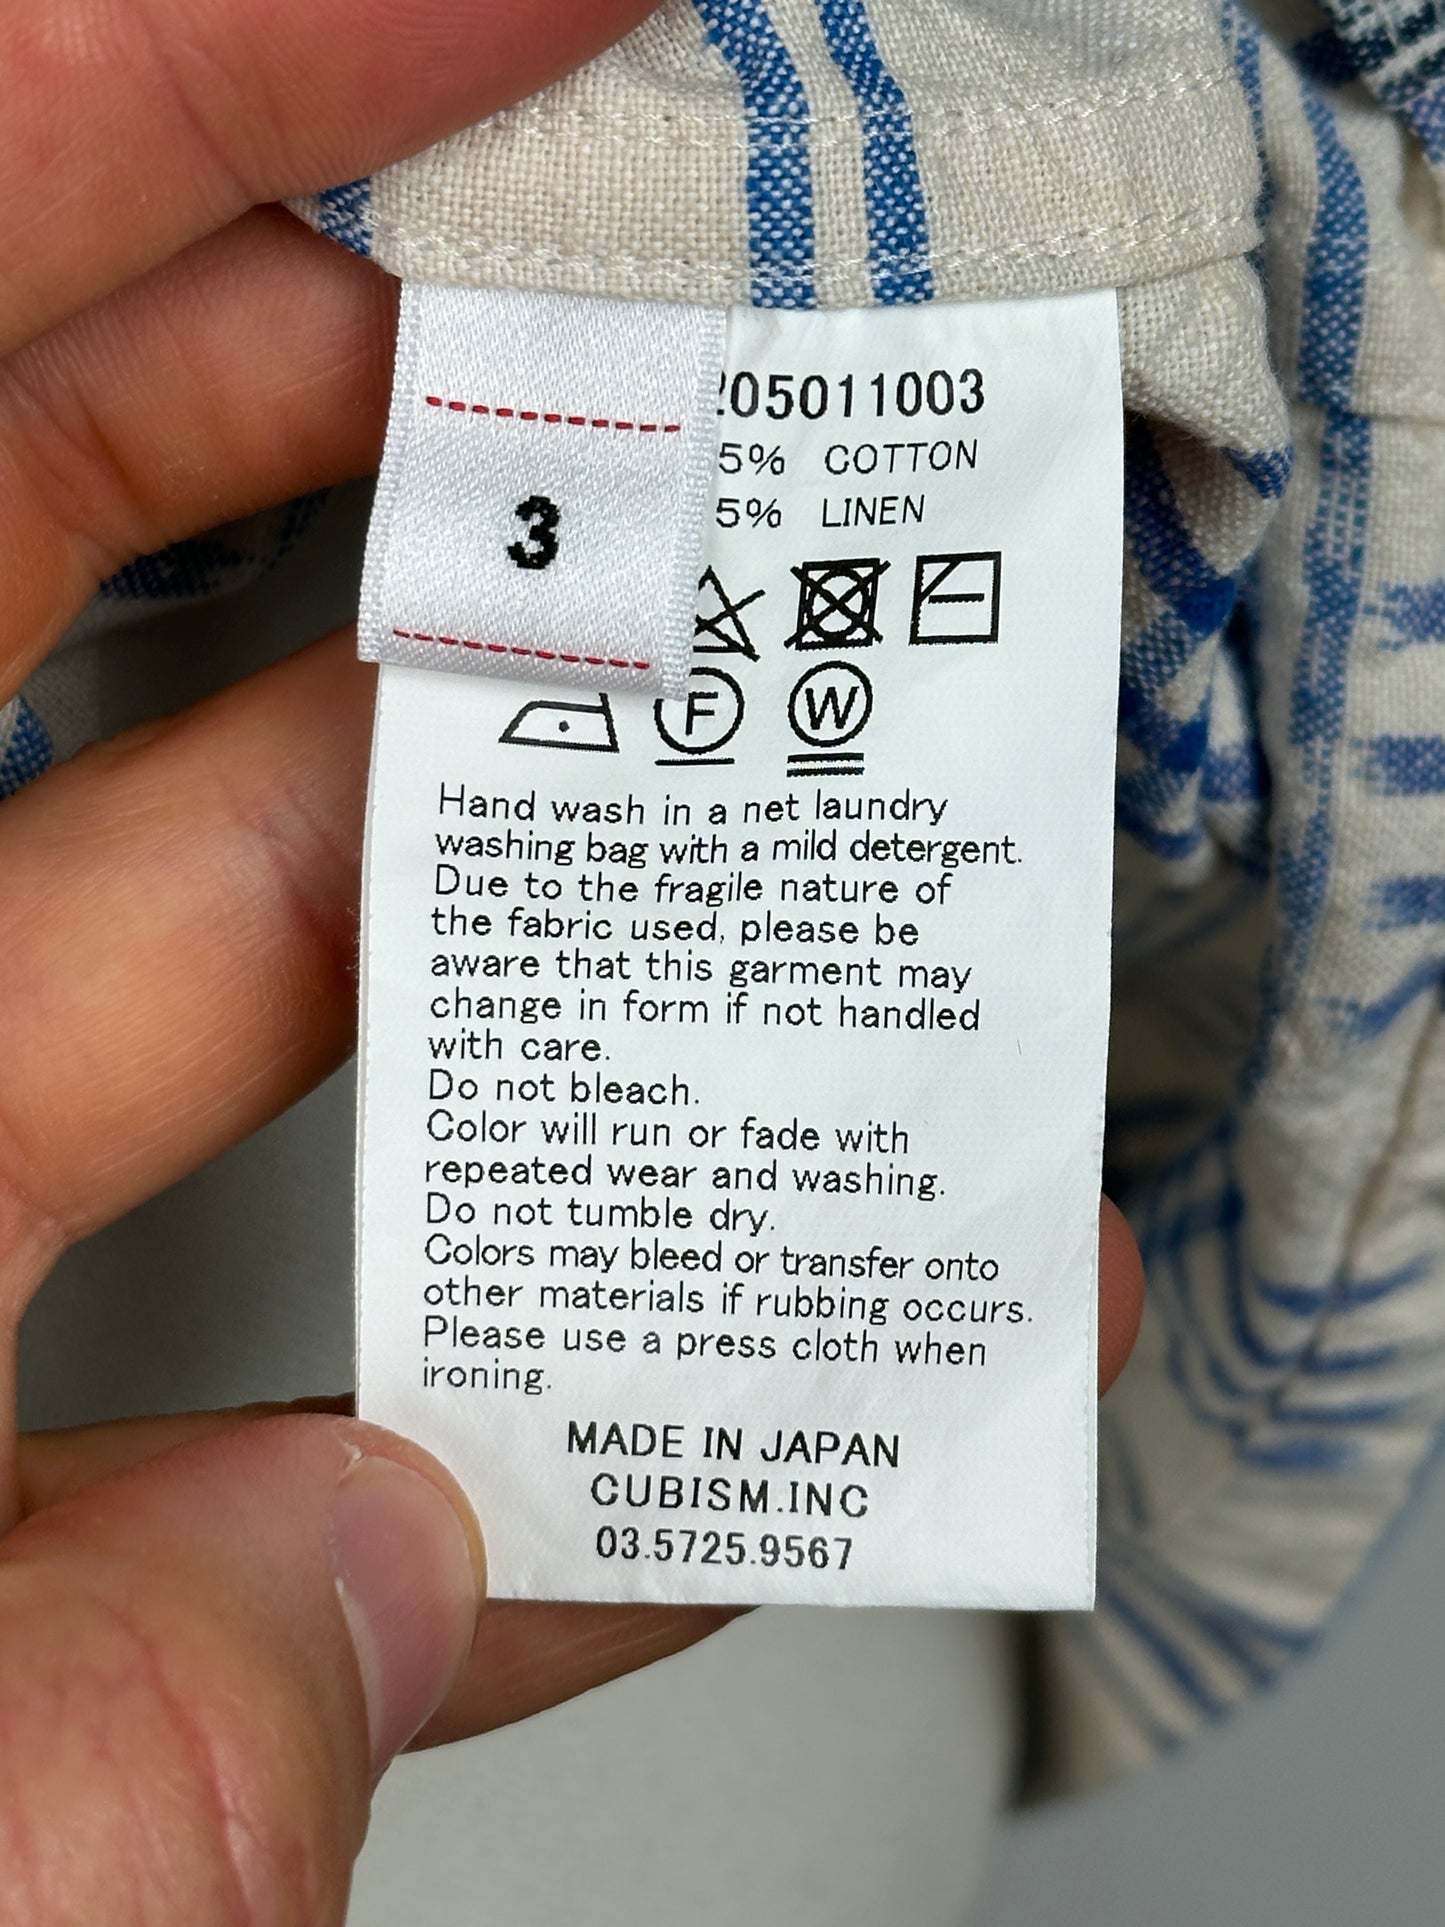 3
05011003
5% COTTON
5% LINEN
F
W
Hand wash in a net laundry
washing bag with a mild detergent.
Due to the fragile nature of
the fabric used, please be
aware that this garment may
change in form if not handled
with care.
Do not bleach.
Color will run or fade with
repeated wear and washing.
Do not tumble dry.
Colors may bleed or transfer onto
other materials if rubbing occurs.
Please use a press cloth when
ironing.
MADE IN JAPAN
CUBISM.INC
03.5725.9567